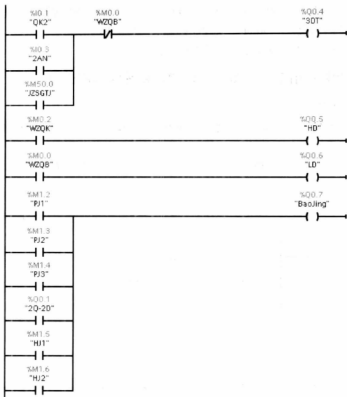 %I0.1 %M0.0 %Q0.4
"QK2" "WZQB" "3DT"
%I0.3
"2AN"
%M50.0
"JZSGTJ"
%M0.2 %Q0.5
"WZQK" "HD"
%M0.0 %Q0.6
"WZQB" "LD"
%M1.2 %Q0.7
"PJ1" "BaoJing"
%M1.3
"PJ2"
%M1.4
"PJ3"
%Q0.1
"2Q-2D"
%M1.5
"HJ1"
%M1.6
"HJ2"